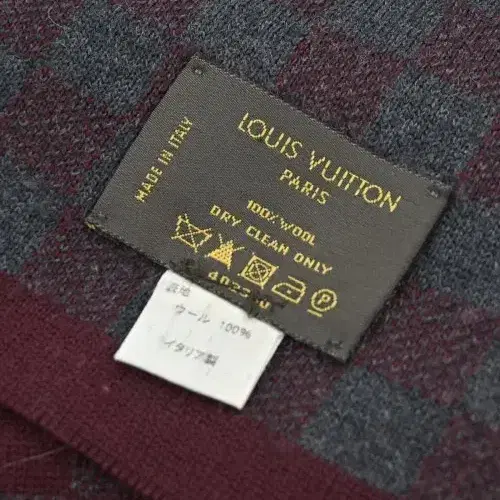 LOUIS VUITTON
PARIS
MADE IN ITALY
100% WOOL
DRY CLEAN ONLY
P
表地
ウール 100%
イタリア製